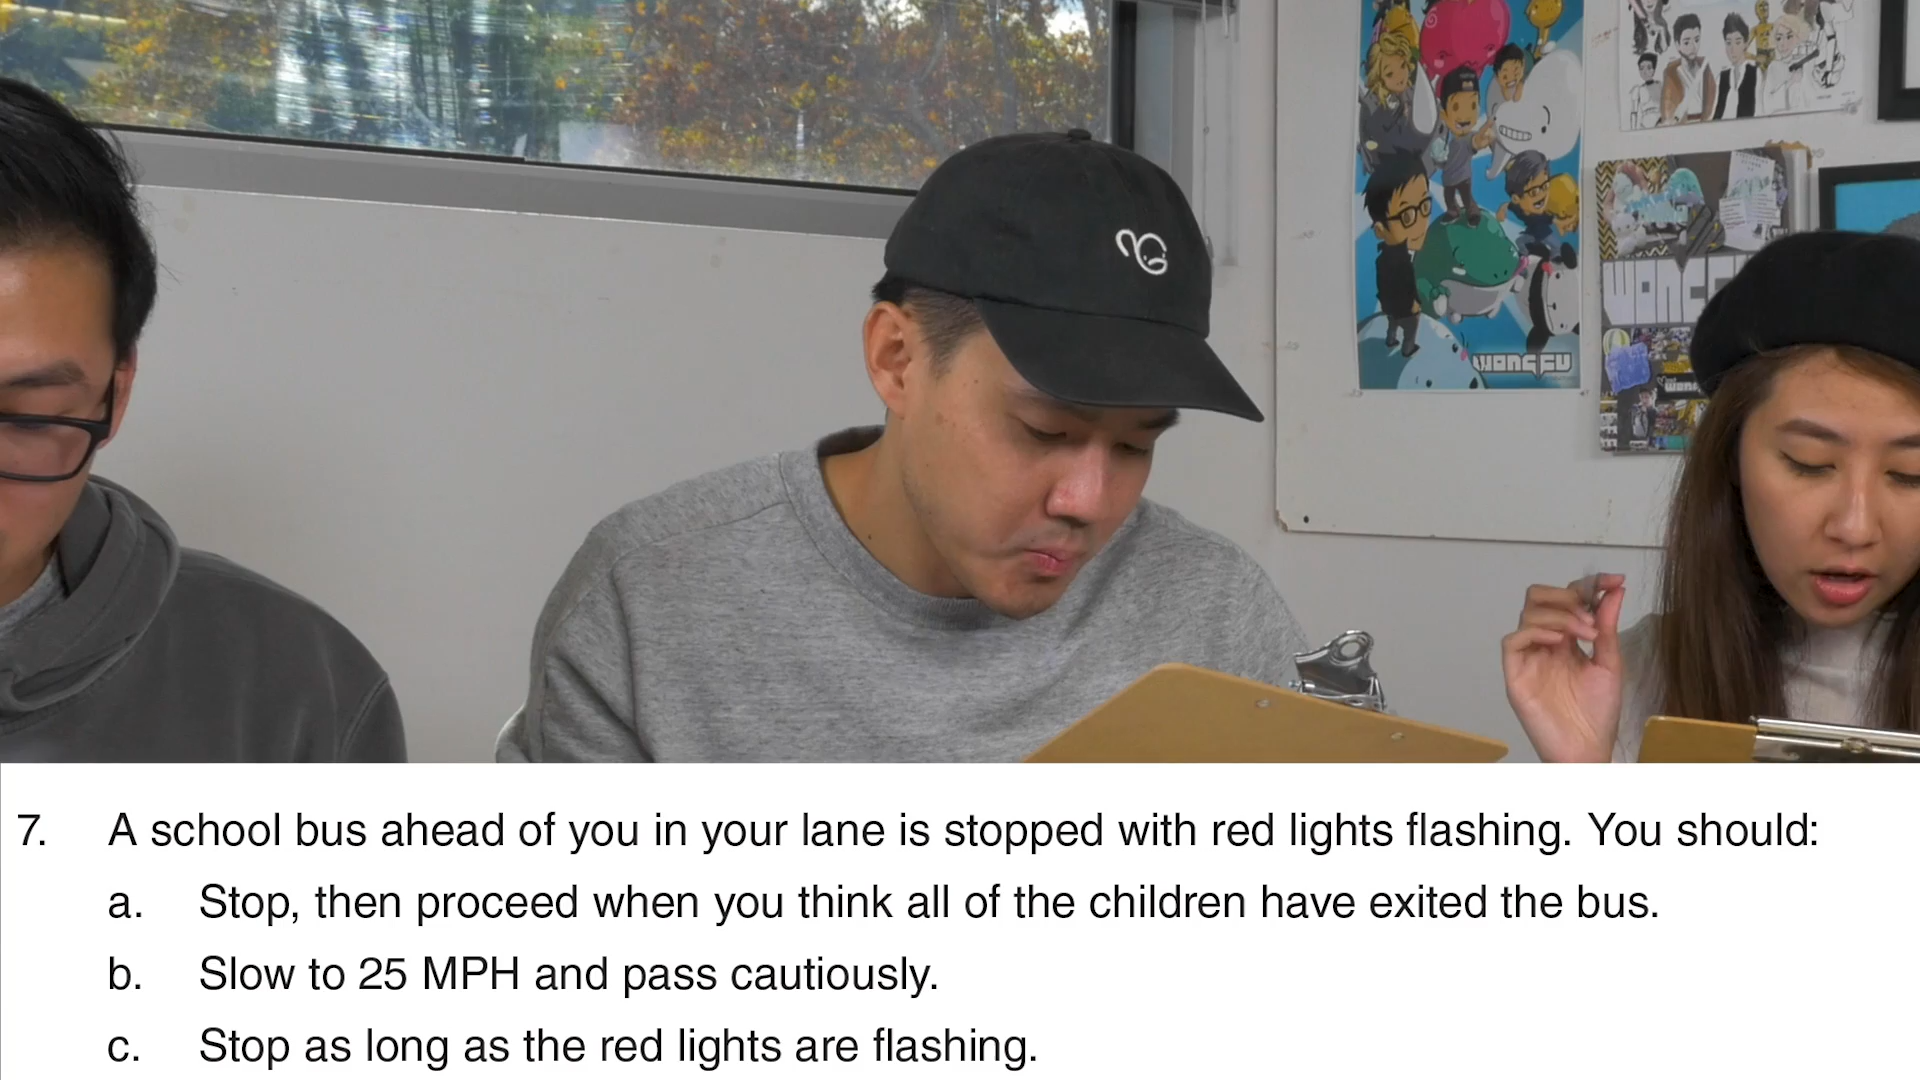 WONGFU
WONGF
7. A school bus ahead of you in your lane is stopped with red lights flashing. You should:
a. Stop, then proceed when you think all of the children have exited the bus.
b. Slow to 25 MPH and pass cautiously.
c. Stop as long as the red lights are flashing.